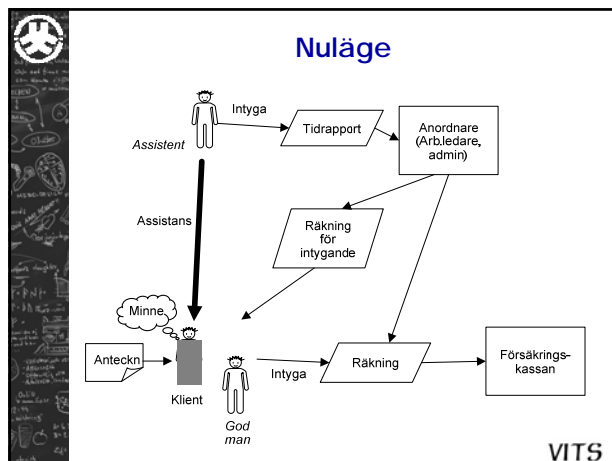 Nuläge
Intyga
Assistent
Tidrapport
Anordnare
(Arb.ledare,
admin)
Assistans
Räkning
för
intygande
Minne
Anteckn
Klient
God
man
Intyga
Räkning
Försäkrings-
kassan
VITS